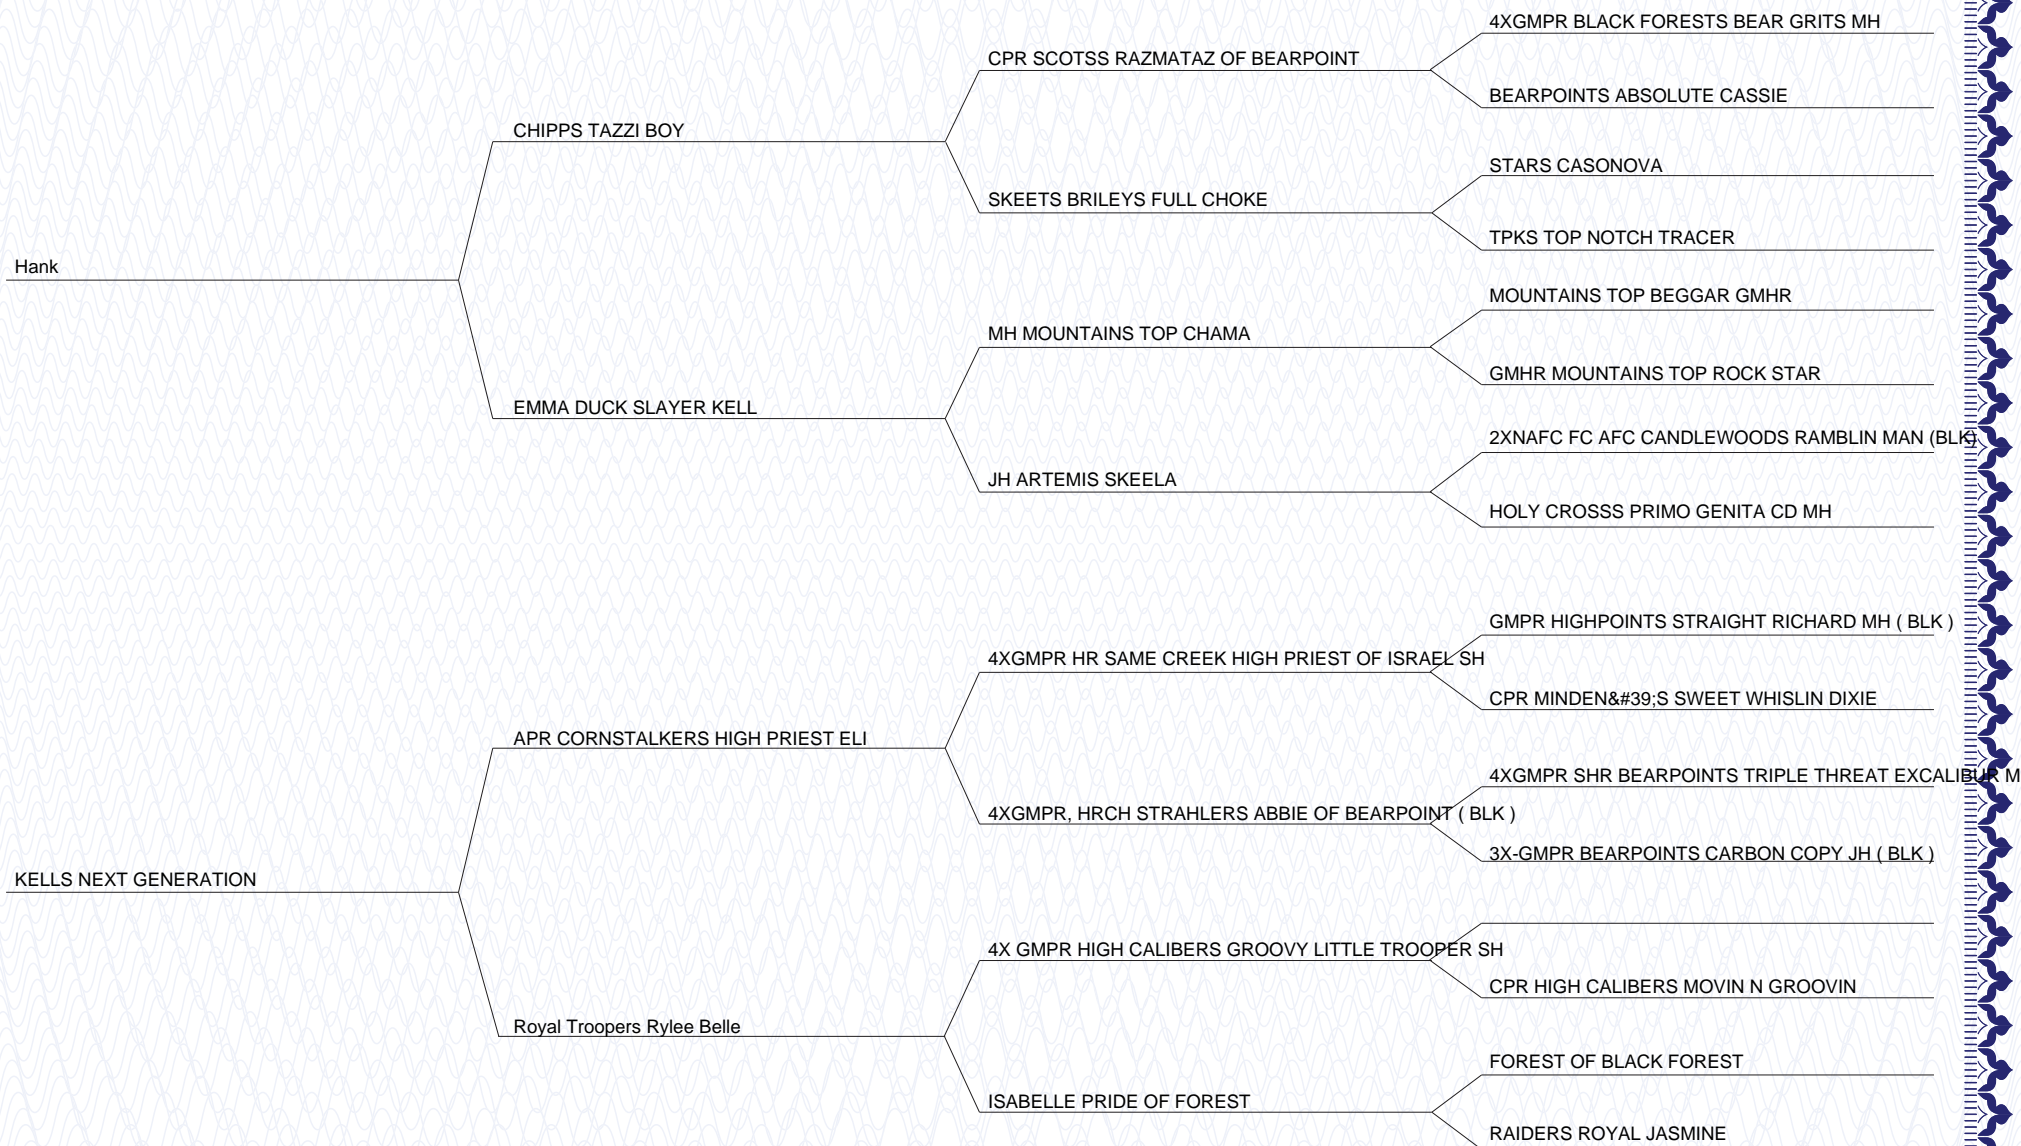 4XGMPR BLACK FORESTS BEAR GRITS MH
CPR SCOTSS RAZMATAZ OF BEARPOINT
BEARPOINTS ABSOLUTE CASSIE
CHIPPS TAZZI BOY
STARS CASONOVA
SKEETS BRILEYS FULL CHOKE
TPKS TOP NOTCH TRACER
Hank
MOUNTAINS TOP BEGGAR GMHR
MH MOUNTAINS TOP CHAMA
GMHR MOUNTAINS TOP ROCK STAR
EMMA DUCK SLAYER KELL
2XNAFC FC AFC CANDLEWOODS RAMBLIN MAN (BLK)
JH ARTEMIS SKEELA
HOLY CROSSS PRIMO GENITA CD MH
GMPR HIGHPOINTS STRAIGHT RICHARD MH ( BLK )
4XGMPR HR SAME CREEK HIGH PRIEST OF ISRAEL SH
CPR MINDEN&#39;S SWEET WHISLIN DIXIE
APR CORNSTALKERS HIGH PRIEST ELI
4XGMPR SHR BEARPOINTS TRIPLE THREAT EXCALIBUR M
4XGMPR, HRCH STRAHLERS ABBIE OF BEARPOINT ( BLK )
3X-GMPR BEARPOINTS CARBON COPY JH ( BLK )
KELLS NEXT GENERATION
4X GMPR HIGH CALIBERS GROOVY LITTLE TROOPER SH
CPR HIGH CALIBERS MOVIN N GROOVIN
Royal Troopers Rylee Belle
FOREST OF BLACK FOREST
ISABELLE PRIDE OF FOREST
RAIDERS ROYAL JASMINE